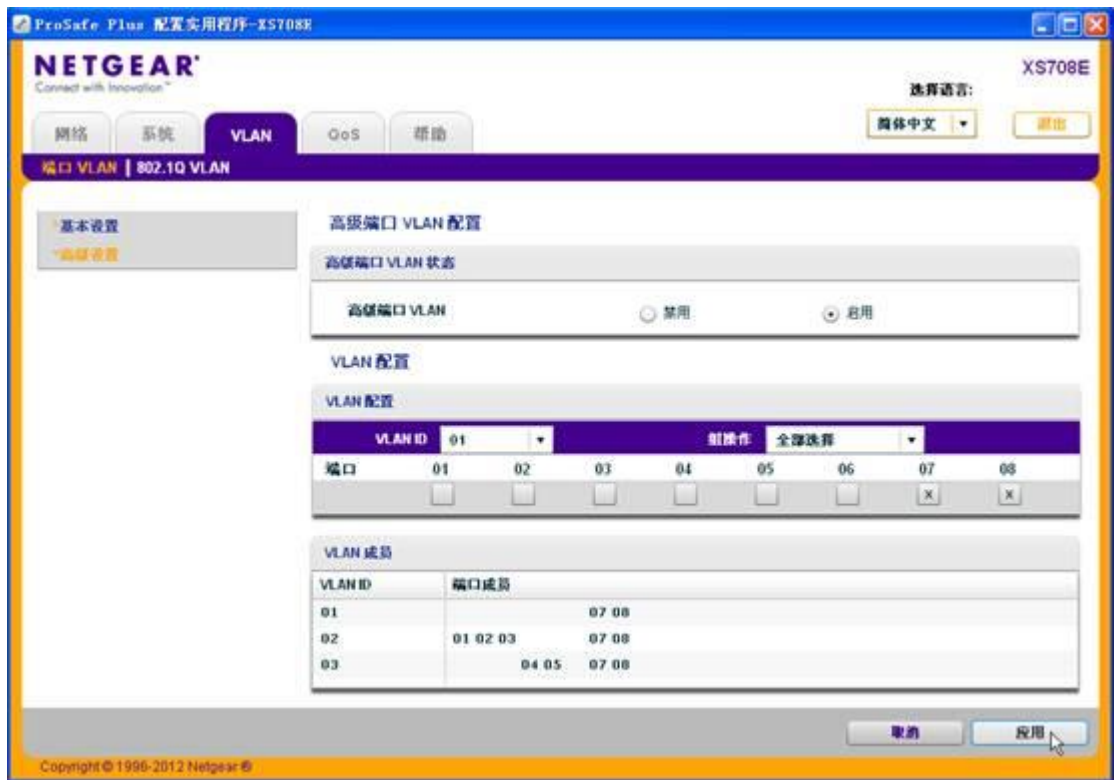 ProSafe Plus 配置实用程序-XS708E
NETGEAR®
Connect with Innovation™
XS708E
选择语言:
网络 系统 VLAN QoS 帮助 简体中文 退出
端口 VLAN | 802.1Q VLAN
基本设置
高级设置
高级端口 VLAN 配置
高级端口 VLAN 状态
高级端口 VLAN 禁用 启用
VLAN 配置
VLAN 配置
VLAN ID 01 组操作 全部选择
端口 01 02 03 04 05 06 07 08
X X
VLAN 成员
VLAN ID 端口成员
01 07 08
02 01 02 03 07 08
03 04 05 07 08
取消 应用
Copyright © 1996-2012 Netgear ®